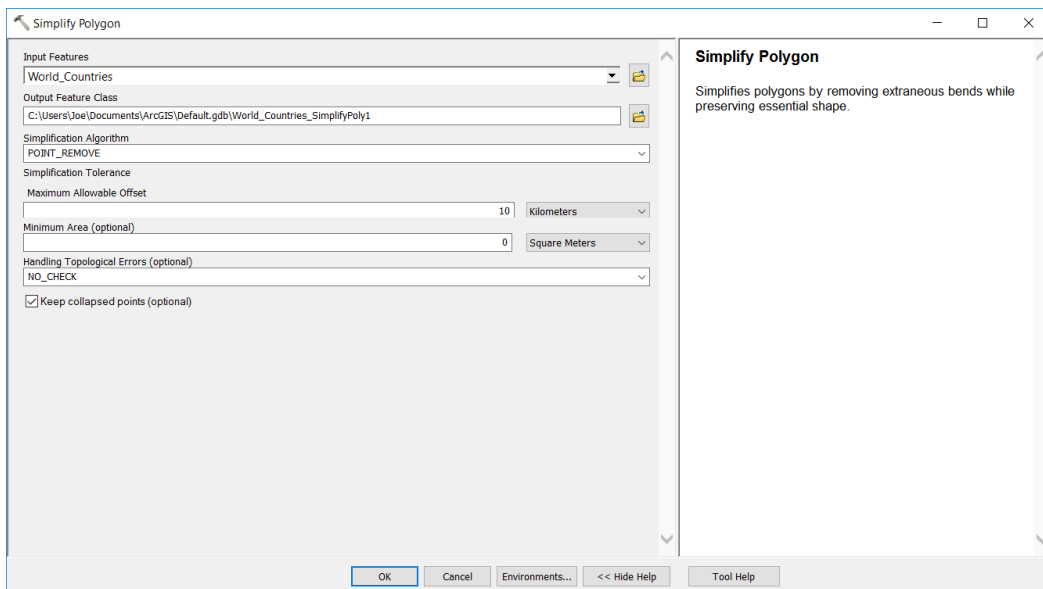 Simplify Polygon
Input Features
World_Countries
Output Feature Class
C:\Users\Joe\Documents\ArcGIS\Default.gdb\World_Countries_SimplifyPoly1
Simplification Algorithm
POINT_REMOVE
Simplification Tolerance
Maximum Allowable Offset
10 Kilometers
Minimum Area (optional)
0 Square Meters
Handling Topological Errors (optional)
NO_CHECK
Keep collapsed points (optional)
Simplify Polygon
Simplifies polygons by removing extraneous bends while
preserving essential shape.
OK Cancel Environments... << Hide Help Tool Help